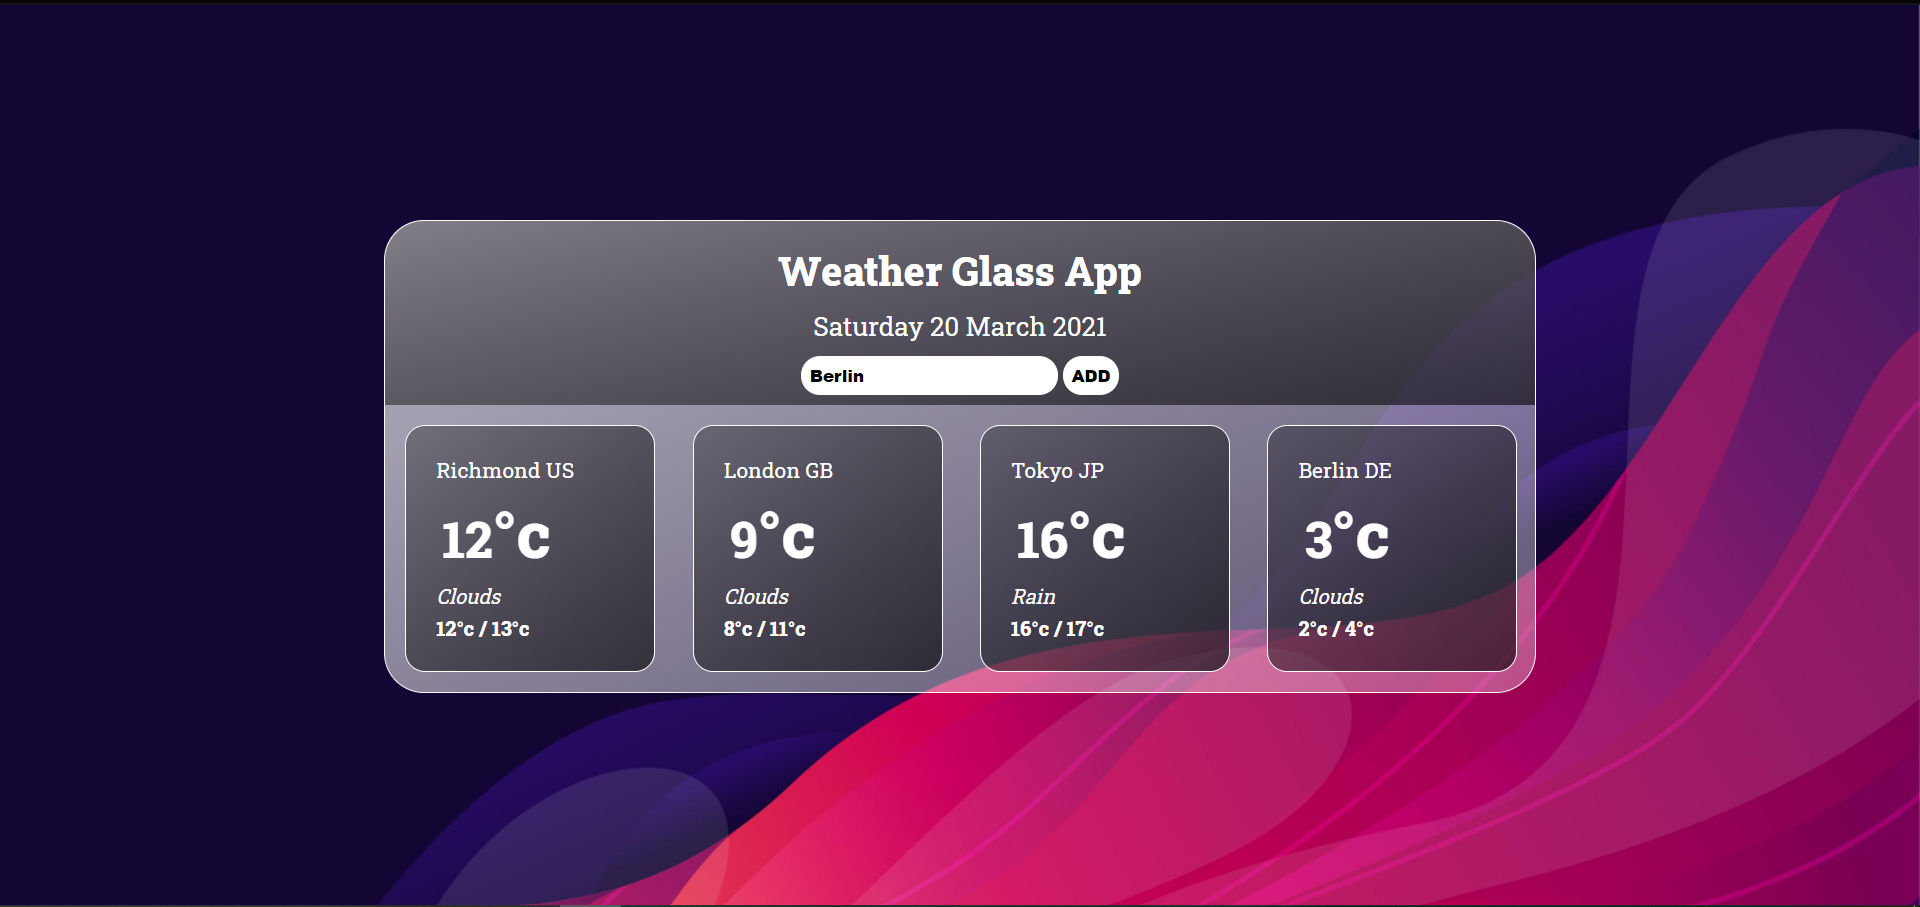 Weather Glass App
Saturday 20 March 2021
Berlin ADD
Richmond US
12°c
Clouds
12°c / 13°c
London GB
9°c
Clouds
8°c / 11°c
Tokyo JP
16°c
Rain
16°c / 17°c
Berlin DE
3°c
Clouds
2°c / 4°c